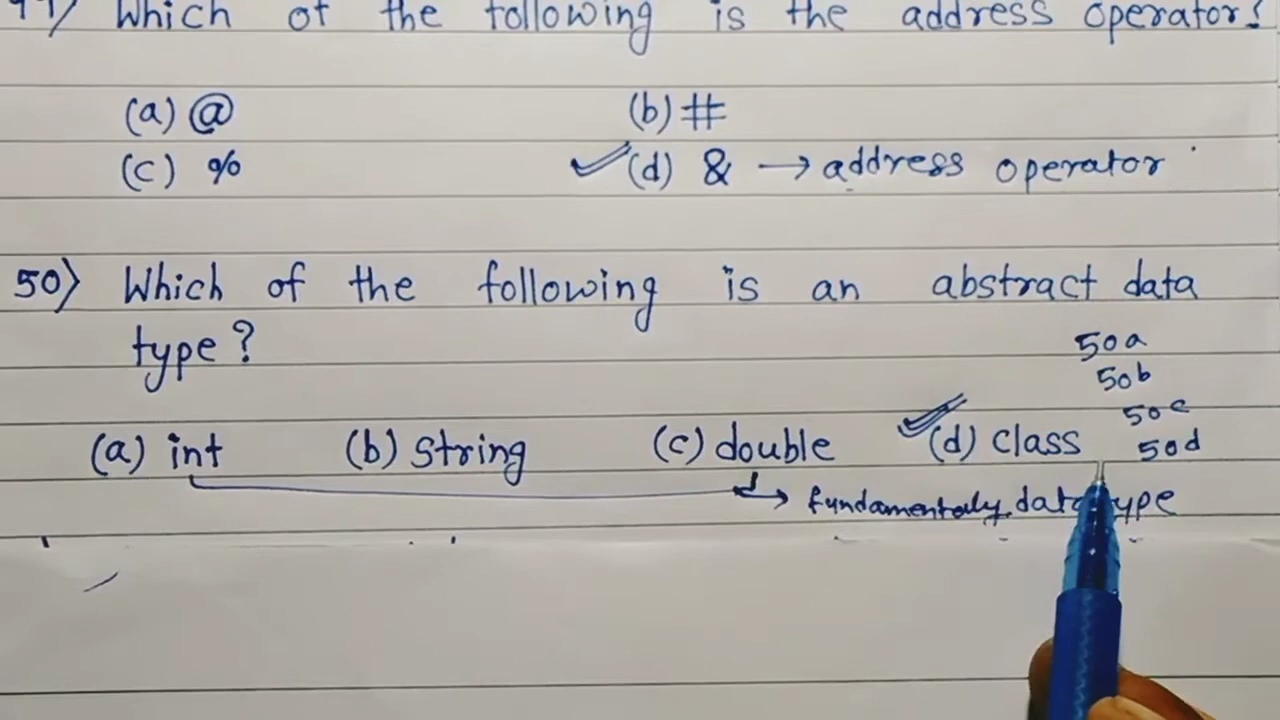 Which of the following is the address operator?
(a) @ (b) #
(c) % (d) & → address operator
50) Which of the following is an abstract data
type?
50a
50b
50c
50d
(a) int (b) string (c) double (d) class
→ fundamentaly data type